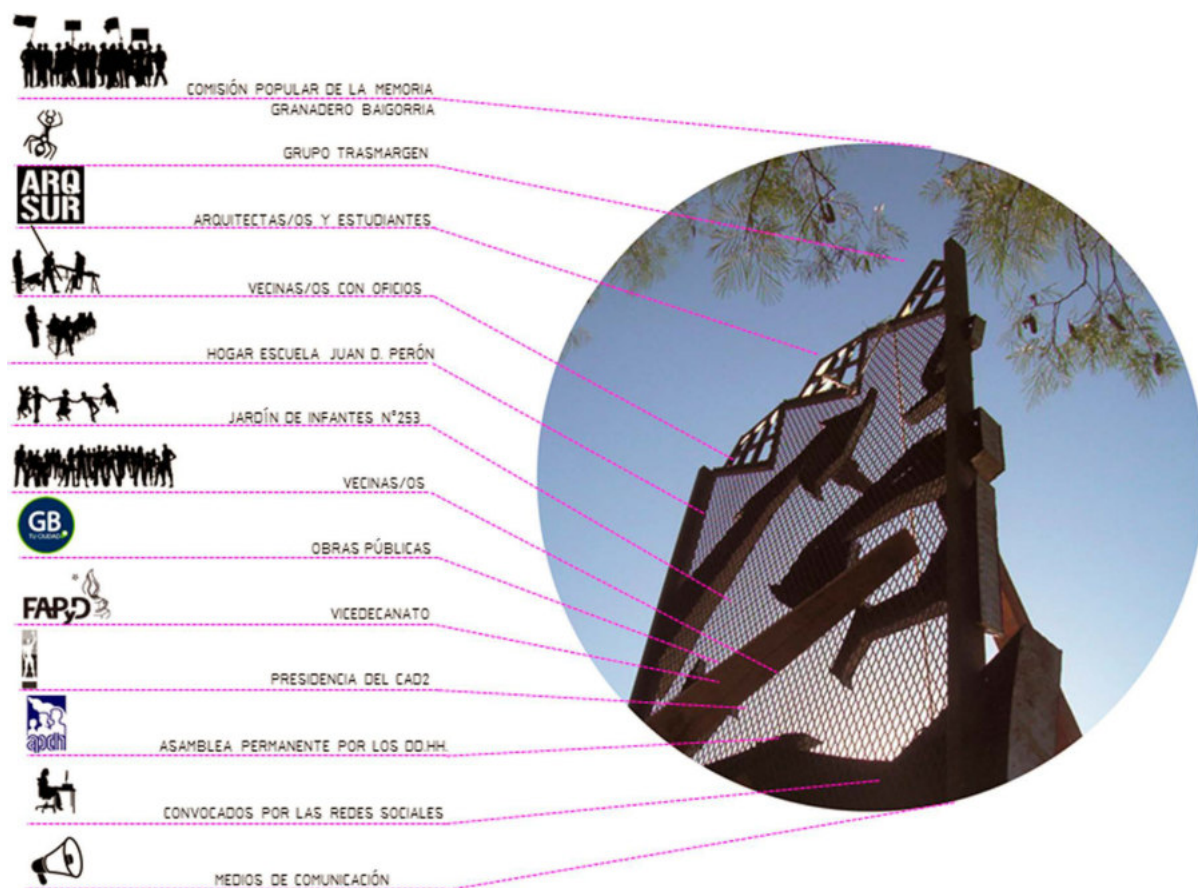 COMISIÓN POPULAR DE LA MEMORIA
GRANADERO BAIGORRIA
GRUPO TRASMARGEN
ARQ
SUR
ARQUITECTAS/OS Y ESTUDIANTES
VECINAS/OS CON OFICIOS
HOGAR ESCUELA JUAN D. PERÓN
JARDÍN DE INFANTES N°253
VECINAS/OS
GB
TU CIUDAD
OBRAS PÚBLICAS
FAPyD
VICEDECANATO
PRESIDENCIA DEL CAD2
apdh
ASAMBLEA PERMANENTE POR LOS DD.HH.
CONVOCADOS POR LAS REDES SOCIALES
MEDIOS DE COMUNICACIÓN